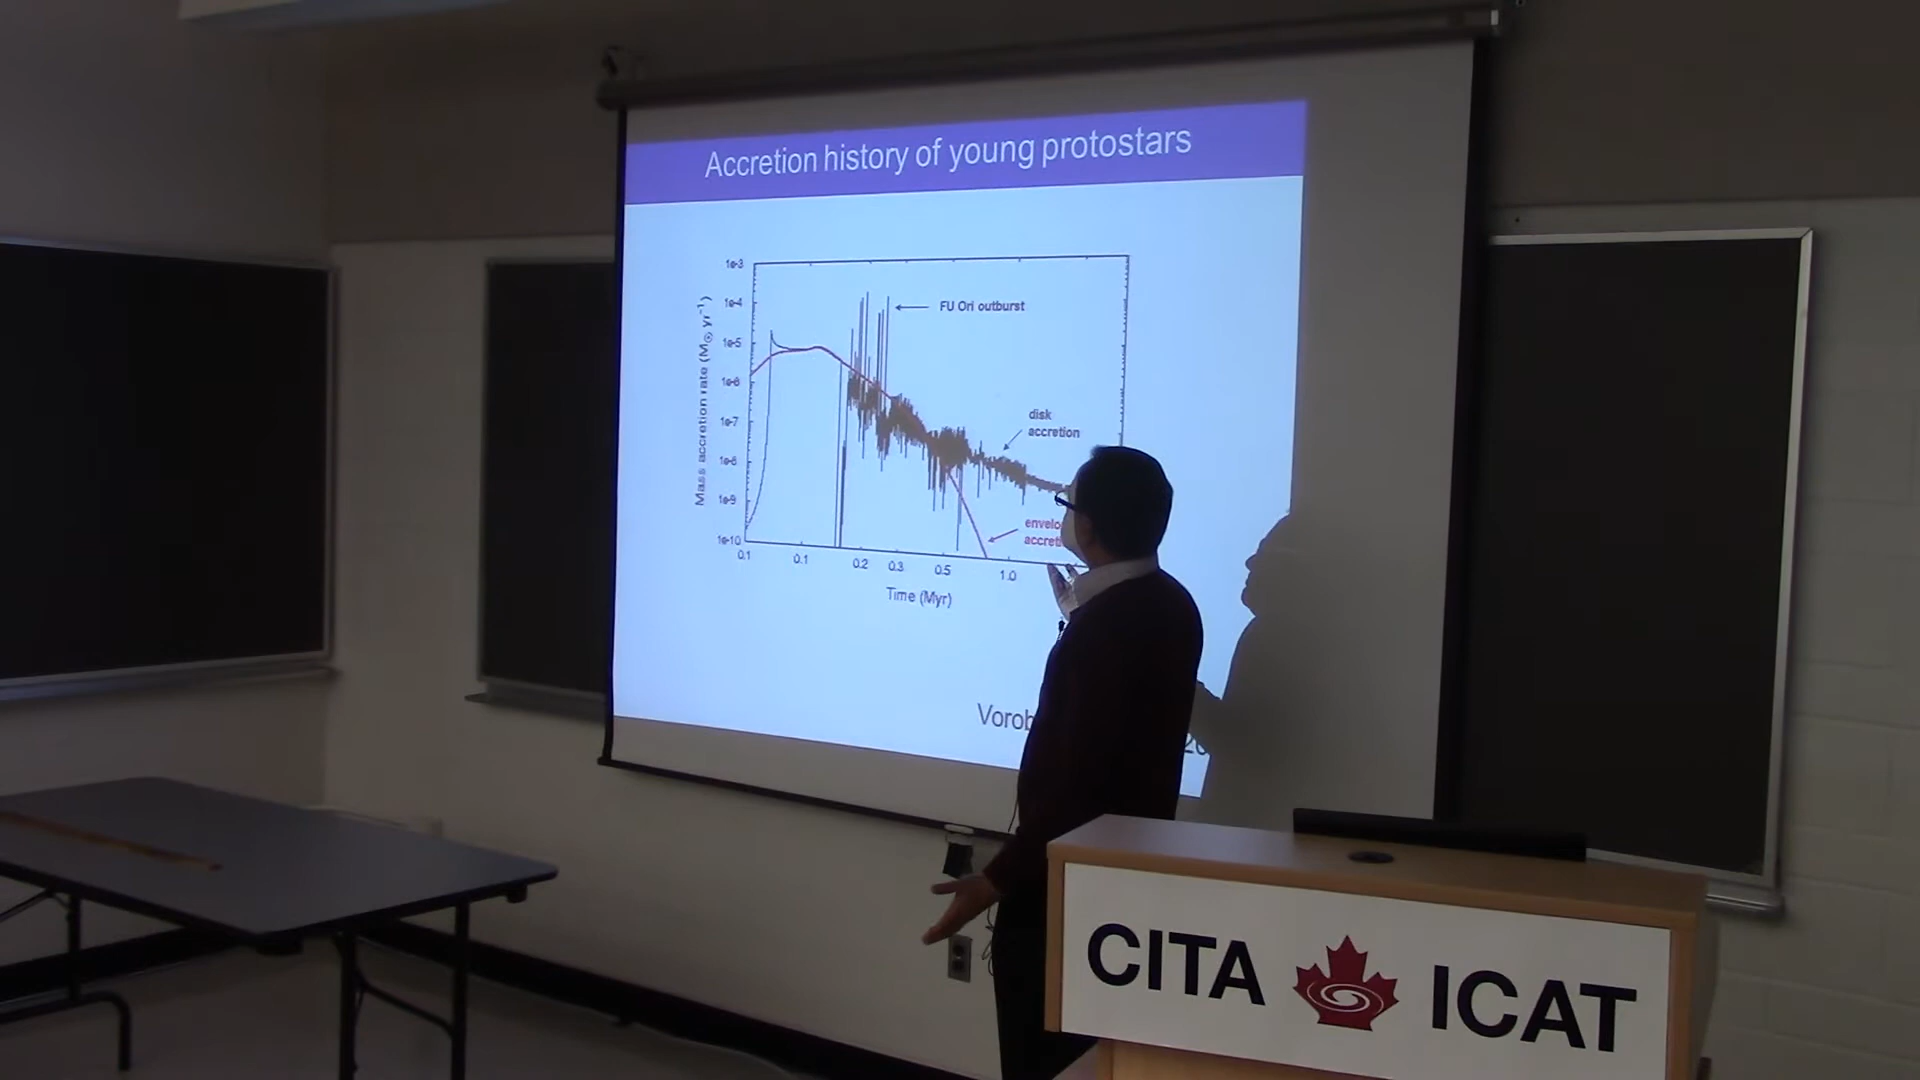 Accretion history of young protostars
1e-3
1e-4
1e-5
1e-6
1e-7
1e-8
1e-9
1e-10
Mass accretion rate (M☉ yr⁻¹)
FU Ori outburst
disk
accretion
0.1
0.1
0.2
0.3
0.5
1.0
Time (Myr)
CITA ICAT